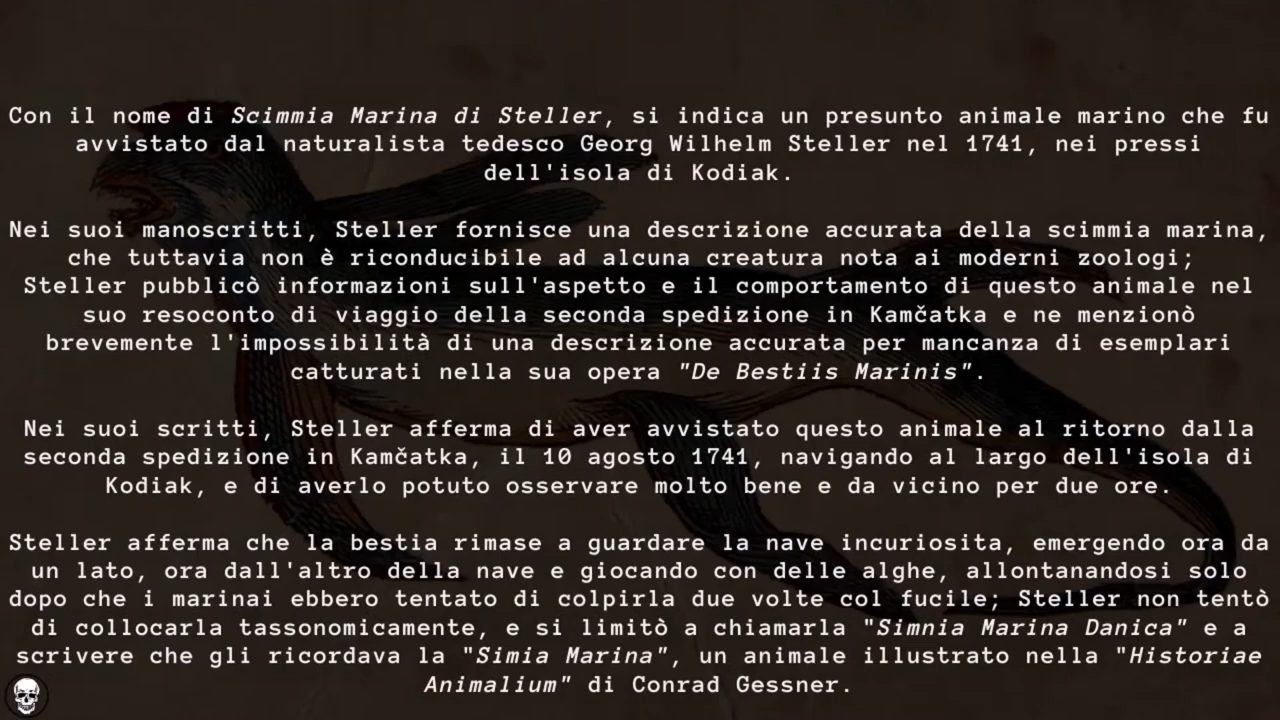 Con il nome di Scimmia Marina di Steller, si indica un presunto animale marino che fu
avvistato dal naturalista tedesco Georg Wilhelm Steller nel 1741, nei pressi
dell'isola di Kodiak.
Nei suoi manoscritti, Steller fornisce una descrizione accurata della scimmia marina,
che tuttavia non è riconducibile ad alcuna creatura nota ai moderni zoologi;
Steller pubblicò informazioni sull'aspetto e il comportamento di questo animale nel
suo resoconto di viaggio della seconda spedizione in Kamčatka e ne menzionò
brevemente l'impossibilità di una descrizione accurata per mancanza di esemplari
catturati nella sua opera "De Bestiis Marinis".
Nei suoi scritti, Steller afferma di aver avvistato questo animale al ritorno dalla
seconda spedizione in Kamčatka, il 10 agosto 1741, navigando al largo dell'isola di
Kodiak, e di averlo potuto osservare molto bene e da vicino per due ore.
Steller afferma che la bestia rimase a guardare la nave incuriosita, emergendo ora da
un lato, ora dall'altro della nave e giocando con delle alghe, allontanandosi solo
dopo che i marinai ebbero tentato di colpirla due volte col fucile; Steller non tentò
di collocarla tassonomicamente, e si limitò a chiamarla "Simnia Marina Danica" e a
scrivere che gli ricordava la "Simia Marina", un animale illustrato nella "Historiae
Animalium" di Conrad Gessner.